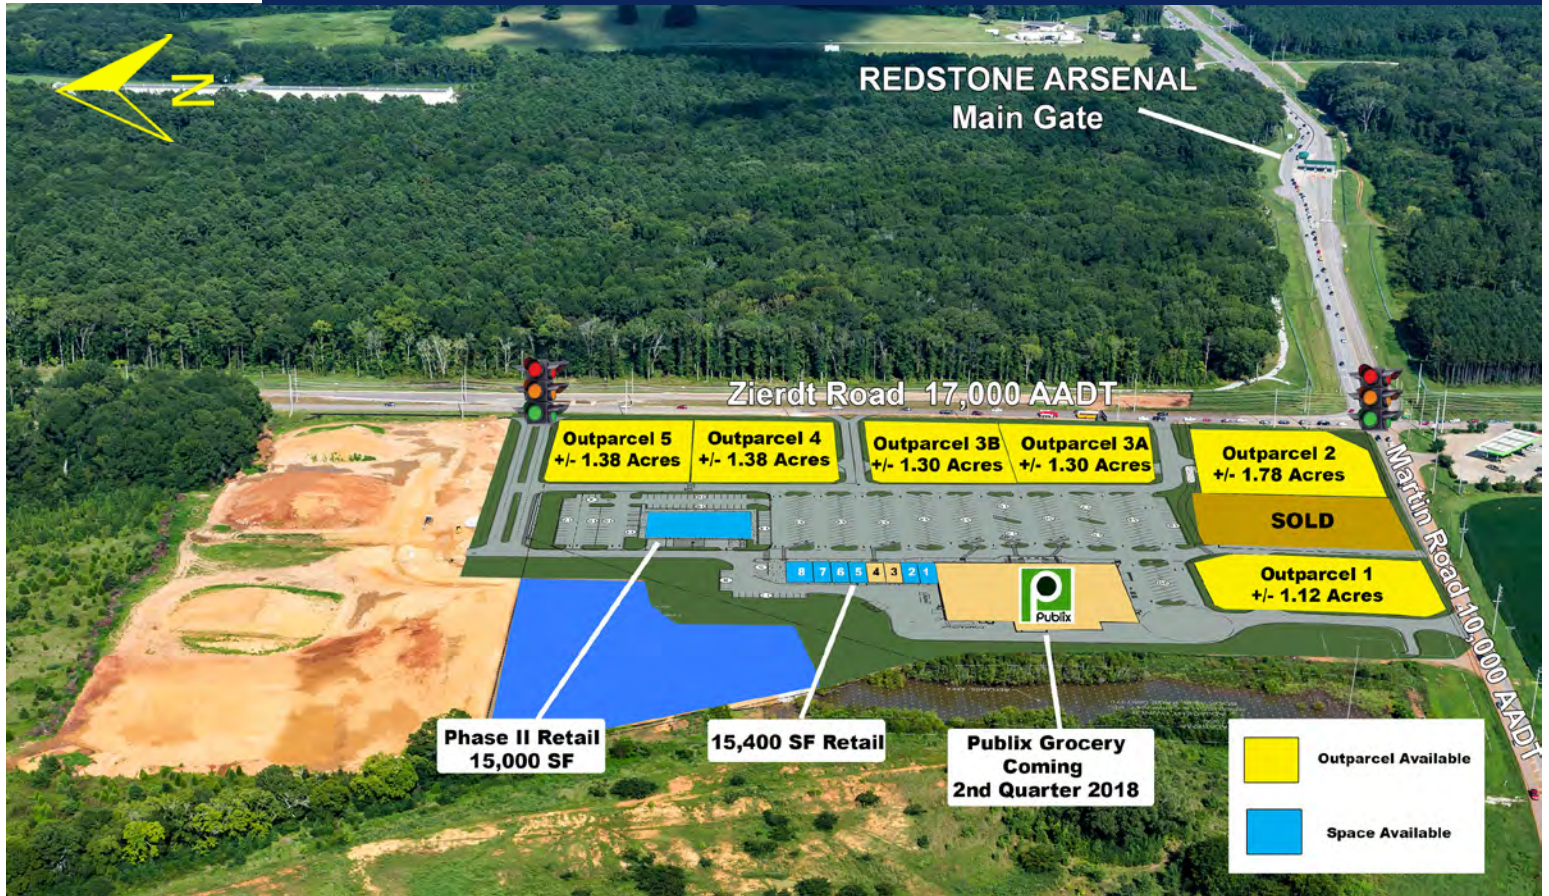 N
REDSTONE ARSENAL
Main Gate
Zierdt Road 17,000 AADT
Outparcel 5
+/- 1.38 Acres
Outparcel 4
+/- 1.38 Acres
Outparcel 3B
+/- 1.30 Acres
Outparcel 3A
+/- 1.30 Acres
Outparcel 2
+/- 1.78 Acres
SOLD
Outparcel 1
+/- 1.12 Acres
Martin Road 10,000 AADT
8 7 6 5 4 3 2 1
Publix
Phase II Retail
15,000 SF
15,400 SF Retail
Publix Grocery
Coming
2nd Quarter 2018
Outparcel Available
Space Available